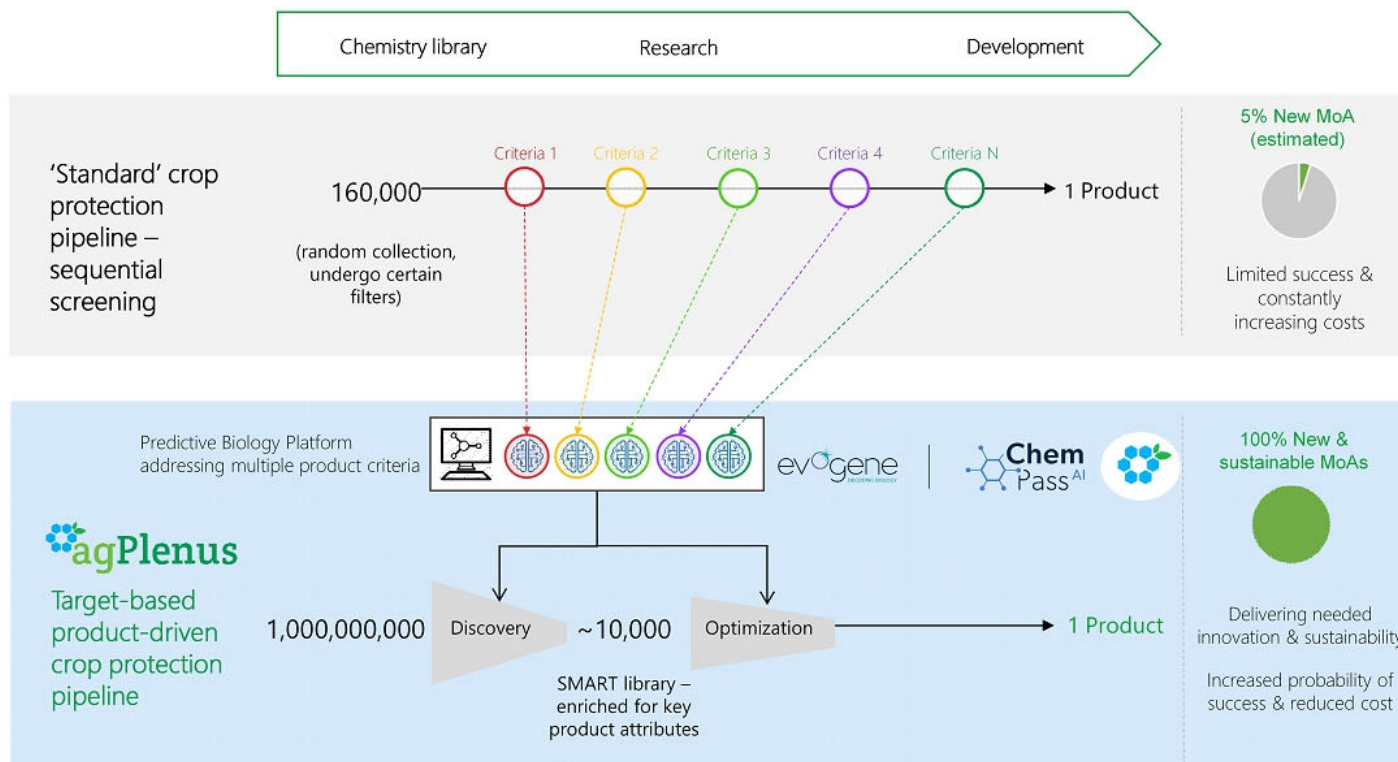 Chemistry library
Research
Development
'Standard' crop
protection
pipeline –
sequential
screening
160,000
(random collection,
undergo certain
filters)
Criteria 1
Criteria 2
Criteria 3
Criteria 4
Criteria N
1 Product
5% New MoA
(estimated)
Limited success &
constantly
increasing costs
Predictive Biology Platform
addressing multiple product criteria
evogene
DECODING BIOLOGY
Chem
Pass AI
100% New &
sustainable MoAs
agPlenus
Target-based
product-driven
crop protection
pipeline
1,000,000,000
Discovery
~10,000
Optimization
1 Product
SMART library –
enriched for key
product attributes
Delivering needed
innovation & sustainability
Increased probability of
success & reduced cost